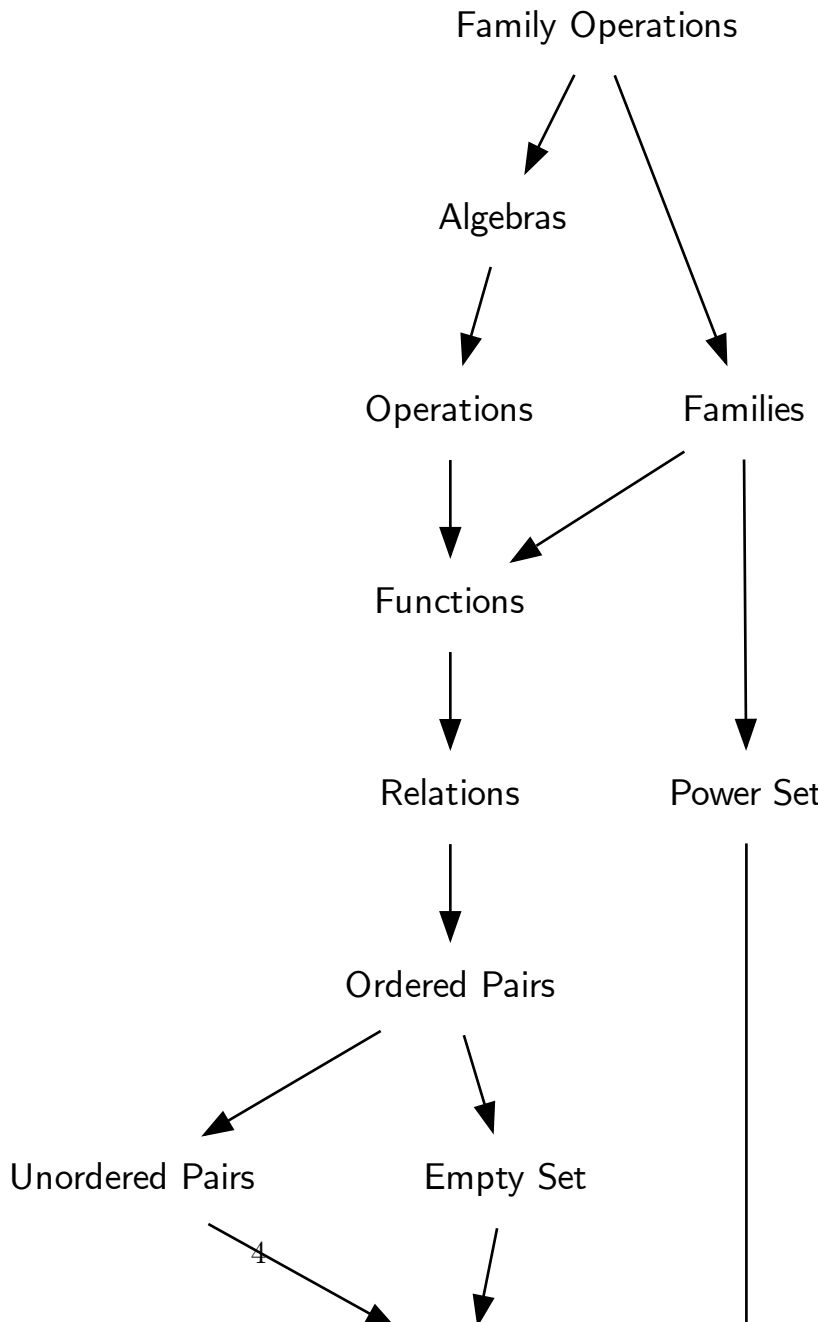 Family Operations
Algebras
Operations
Families
Functions
Relations
Power Set
Ordered Pairs
Unordered Pairs
Empty Set
4